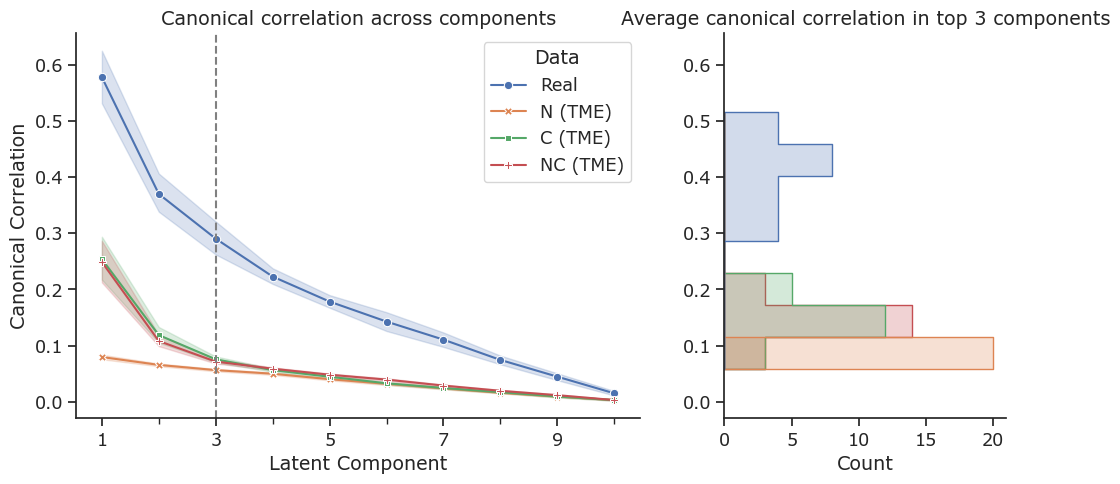 Canonical correlation across components
Canonical Correlation
0.6
0.5
0.4
0.3
0.2
0.1
0.0
1
3
5
7
9
Latent Component
Data
Real
N (TME)
C (TME)
NC (TME)
Average canonical correlation in top 3 components
0.6
0.5
0.4
0.3
0.2
0.1
0.0
0
5
10
15
20
Count